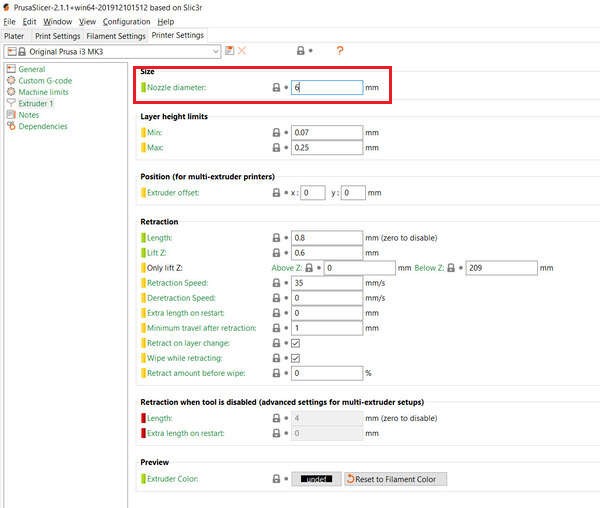 PrusaSlicer-2.1.1+win64-201912101512 based on Slic3r
File Edit Window View Configuration Help
Plater Print Settings Filament Settings Printer Settings
Original Prusa i3 MK3 ?
General
Custom G-code
Machine limits
Extruder 1
Notes
Dependencies
Size
Nozzle diameter: 6 mm
Layer height limits
Min: 0.07 mm
Max: 0.25 mm
Position (for multi-extruder printers)
Extruder offset: x: 0 y: 0 mm
Retraction
Length: 0.8 mm (zero to disable)
Lift Z: 0.6 mm
Only lift Z: Above Z: 0 mm Below Z: 209 mm
Retraction Speed: 35 mm/s
Deretraction Speed: 0 mm/s
Extra length on restart: 0 mm
Minimum travel after retraction: 1 mm
Retract on layer change:
Wipe while retracting:
Retract amount before wipe: 0 %
Retraction when tool is disabled (advanced settings for multi-extruder setups)
Length: 4 mm (zero to disable)
Extra length on restart: 0 mm
Preview
Extruder Color: undef Reset to Filament Color